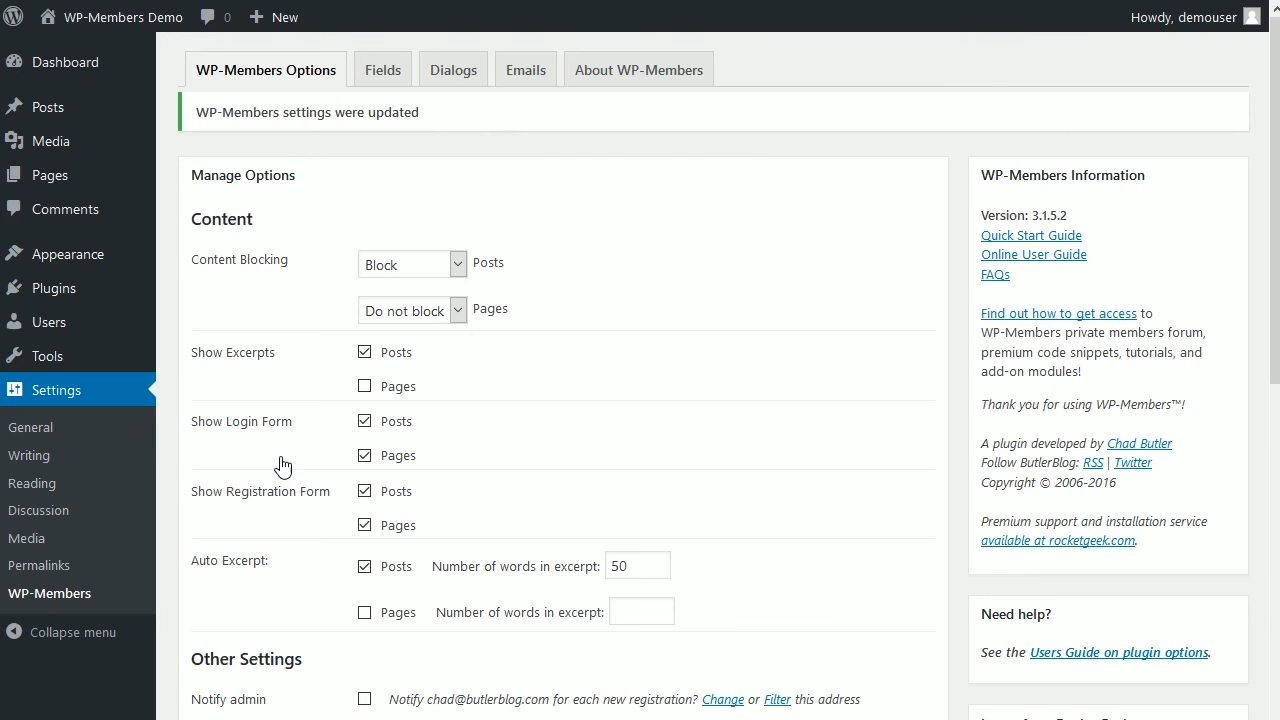 WP-Members Demo 0 New Howdy, demouser
Dashboard
Posts
Media
Pages
Comments
Appearance
Plugins
Users
Tools
Settings
General
Writing
Reading
Discussion
Media
Permalinks
WP-Members
Collapse menu
WP-Members Options Fields Dialogs Emails About WP-Members
WP-Members settings were updated
Manage Options
Content
Content Blocking Block Posts
Do not block Pages
Show Excerpts Posts
Pages
Show Login Form Posts
Pages
Show Registration Form Posts
Pages
Auto Excerpt: Posts Number of words in excerpt: 50
Pages Number of words in excerpt:
Other Settings
Notify admin Notify chad@butlerblog.com for each new registration? Change or Filter this address
WP-Members Information
Version: 3.1.5.2
Quick Start Guide
Online User Guide
FAQs
Find out how to get access to
WP-Members private members forum,
premium code snippets, tutorials, and
add-on modules!
Thank you for using WP-Members™!
A plugin developed by Chad Butler
Follow ButlerBlog: RSS | Twitter
Copyright © 2006-2016
Premium support and installation service
available at rocketgeek.com.
Need help?
See the Users Guide on plugin options.